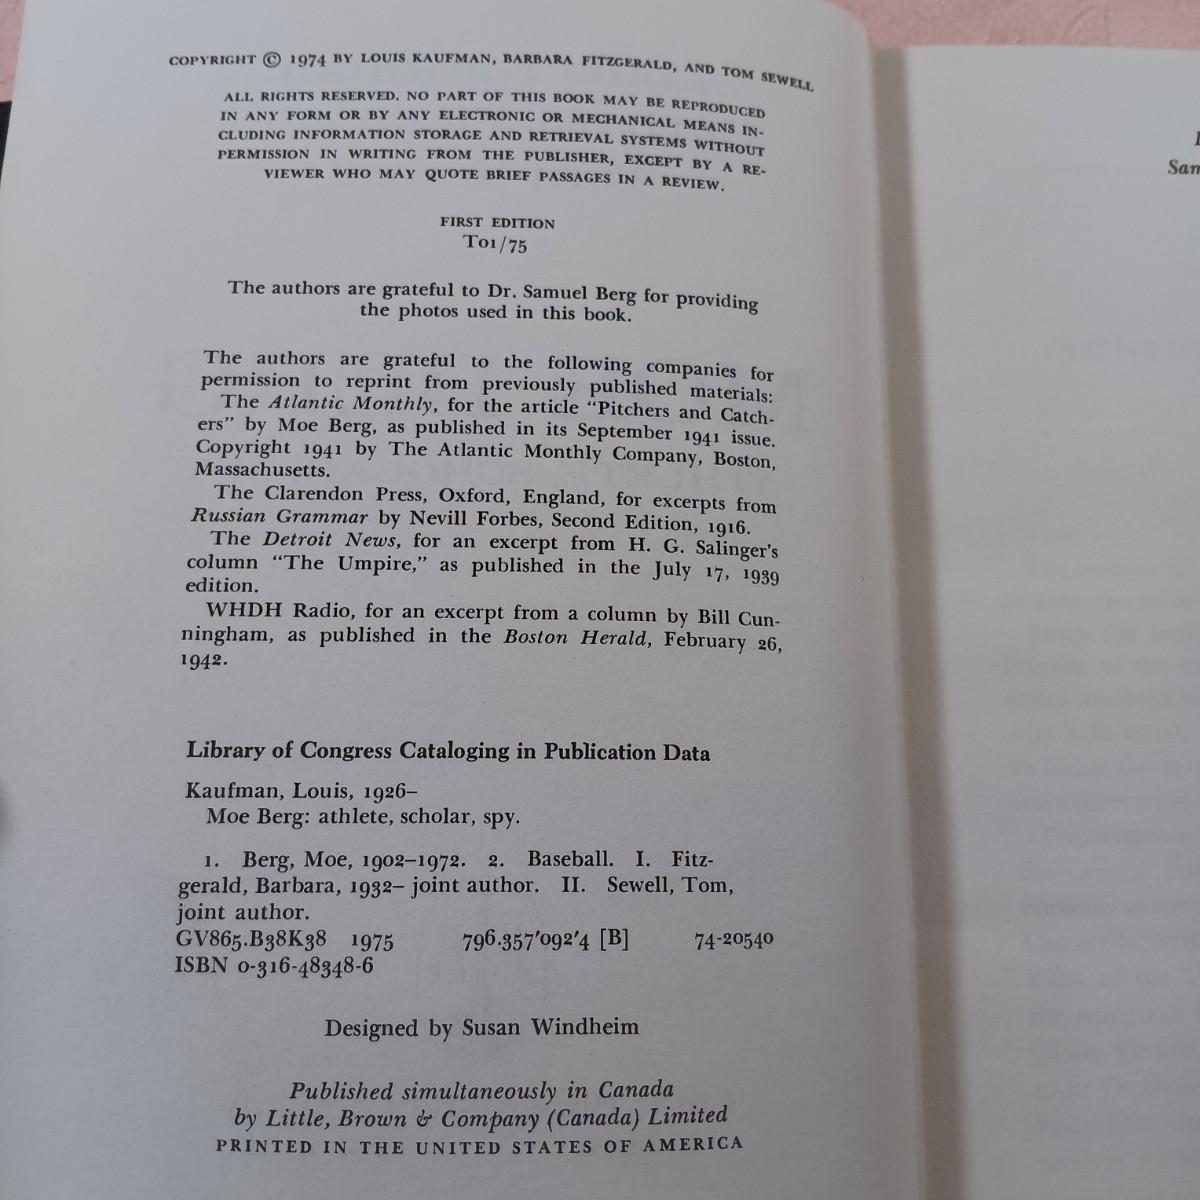 COPYRIGHT © 1974 BY LOUIS KAUFMAN, BARBARA FITZGERALD, AND TOM SEWELL
ALL RIGHTS RESERVED. NO PART OF THIS BOOK MAY BE REPRODUCED
IN ANY FORM OR BY ANY ELECTRONIC OR MECHANICAL MEANS IN-
CLUDING INFORMATION STORAGE AND RETRIEVAL SYSTEMS WITHOUT
PERMISSION IN WRITING FROM THE PUBLISHER, EXCEPT BY A RE-
VIEWER WHO MAY QUOTE BRIEF PASSAGES IN A REVIEW.
FIRST EDITION
T01/75
The authors are grateful to Dr. Samuel Berg for providing
the photos used in this book.
The authors are grateful to the following companies for
permission to reprint from previously published materials:
The Atlantic Monthly, for the article “Pitchers and Catch-
ers” by Moe Berg, as published in its September 1941 issue.
Copyright 1941 by The Atlantic Monthly Company, Boston,
Massachusetts.
The Clarendon Press, Oxford, England, for excerpts from
Russian Grammar by Nevill Forbes, Second Edition, 1916.
The Detroit News, for an excerpt from H. G. Salinger's
column “The Umpire,” as published in the July 17, 1939
edition.
WHDH Radio, for an excerpt from a column by Bill Cun-
ningham, as published in the Boston Herald, February 26,
1942.
Library of Congress Cataloging in Publication Data
Kaufman, Louis, 1926–
Moe Berg: athlete, scholar, spy.
1. Berg, Moe, 1902–1972. 2. Baseball. I. Fitz-
gerald, Barbara, 1932– joint author. II. Sewell, Tom,
joint author.
GV865.B38K38 1975 796.357'092'4 [B] 74-20540
ISBN 0-316-48348-6
Designed by Susan Windheim
Published simultaneously in Canada
by Little, Brown & Company (Canada) Limited
PRINTED IN THE UNITED STATES OF AMERICA